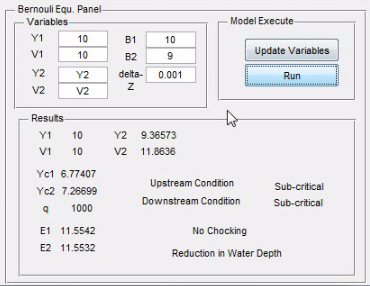 Bernouli Equ. Panel
Variables
Model Execute
Y1 10 B1 10
V1 10 B2 9
Y2 Y2 delta-Z 0.001
V2 V2
Update Variables
Run
Results
Y1 10 Y2 9.36573
V1 10 V2 11.8636
Yc1 6.77407
Yc2 7.26699
q 1000
Upstream Condition Sub-critical
Downstream Condition Sub-critical
E1 11.5542
E2 11.5532
No Chocking
Reduction in Water Depth